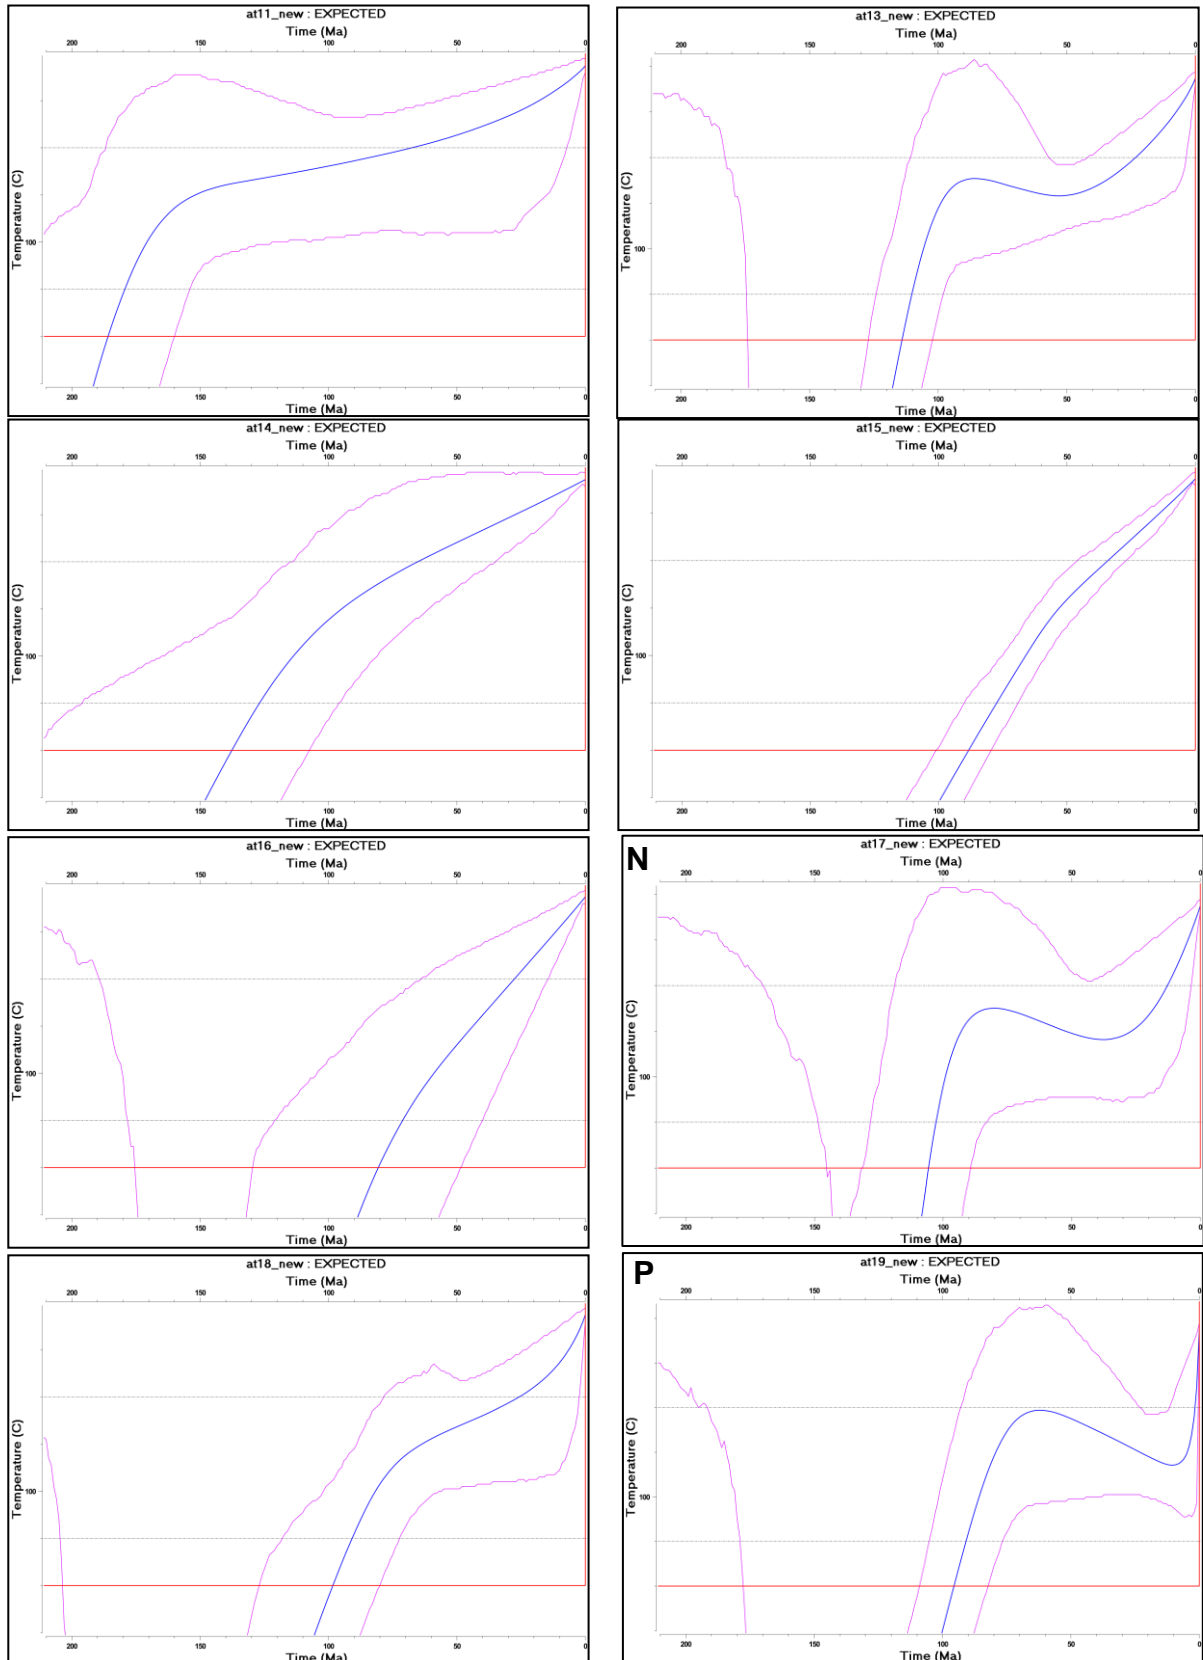 at11_new : EXPECTED
Time (Ma)
200 150 100 50 0
Temperature (C)
100
200 150 100 50 0
Time (Ma)
at13_new : EXPECTED
Time (Ma)
200 150 100 50 0
Temperature (C)
100
200 150 100 50 0
Time (Ma)
at14_new : EXPECTED
Time (Ma)
200 150 100 50 0
Temperature (C)
100
200 150 100 50 0
Time (Ma)
at15_new : EXPECTED
Time (Ma)
200 150 100 50 0
Temperature (C)
100
200 150 100 50 0
Time (Ma)
at16_new : EXPECTED
Time (Ma)
200 150 100 50 0
Temperature (C)
100
200 150 100 50 0
Time (Ma)
N
at17_new : EXPECTED
Time (Ma)
200 150 100 50 0
Temperature (C)
100
200 150 100 50 0
Time (Ma)
at18_new : EXPECTED
Time (Ma)
200 150 100 50 0
Temperature (C)
100
200 150 100 50 0
Time (Ma)
P
at19_new : EXPECTED
Time (Ma)
200 150 100 50 0
Temperature (C)
100
200 150 100 50 0
Time (Ma)